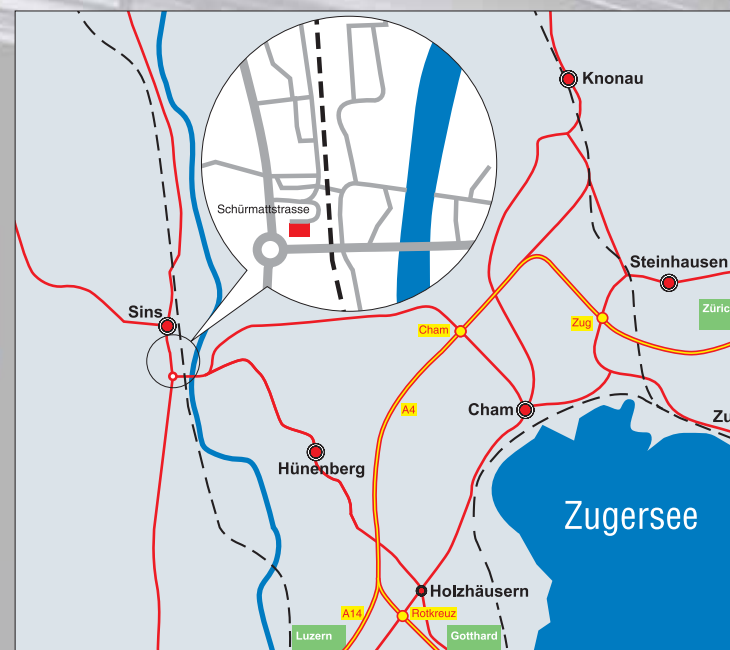 Knonau
Schürmattstrasse
Steinhausen
Sins
Züric
Zug
Cham
A4
Cham
Zu
Hünenberg
Zugersee
Holzhäusern
A14
Rotkreuz
Luzern
Gotthard